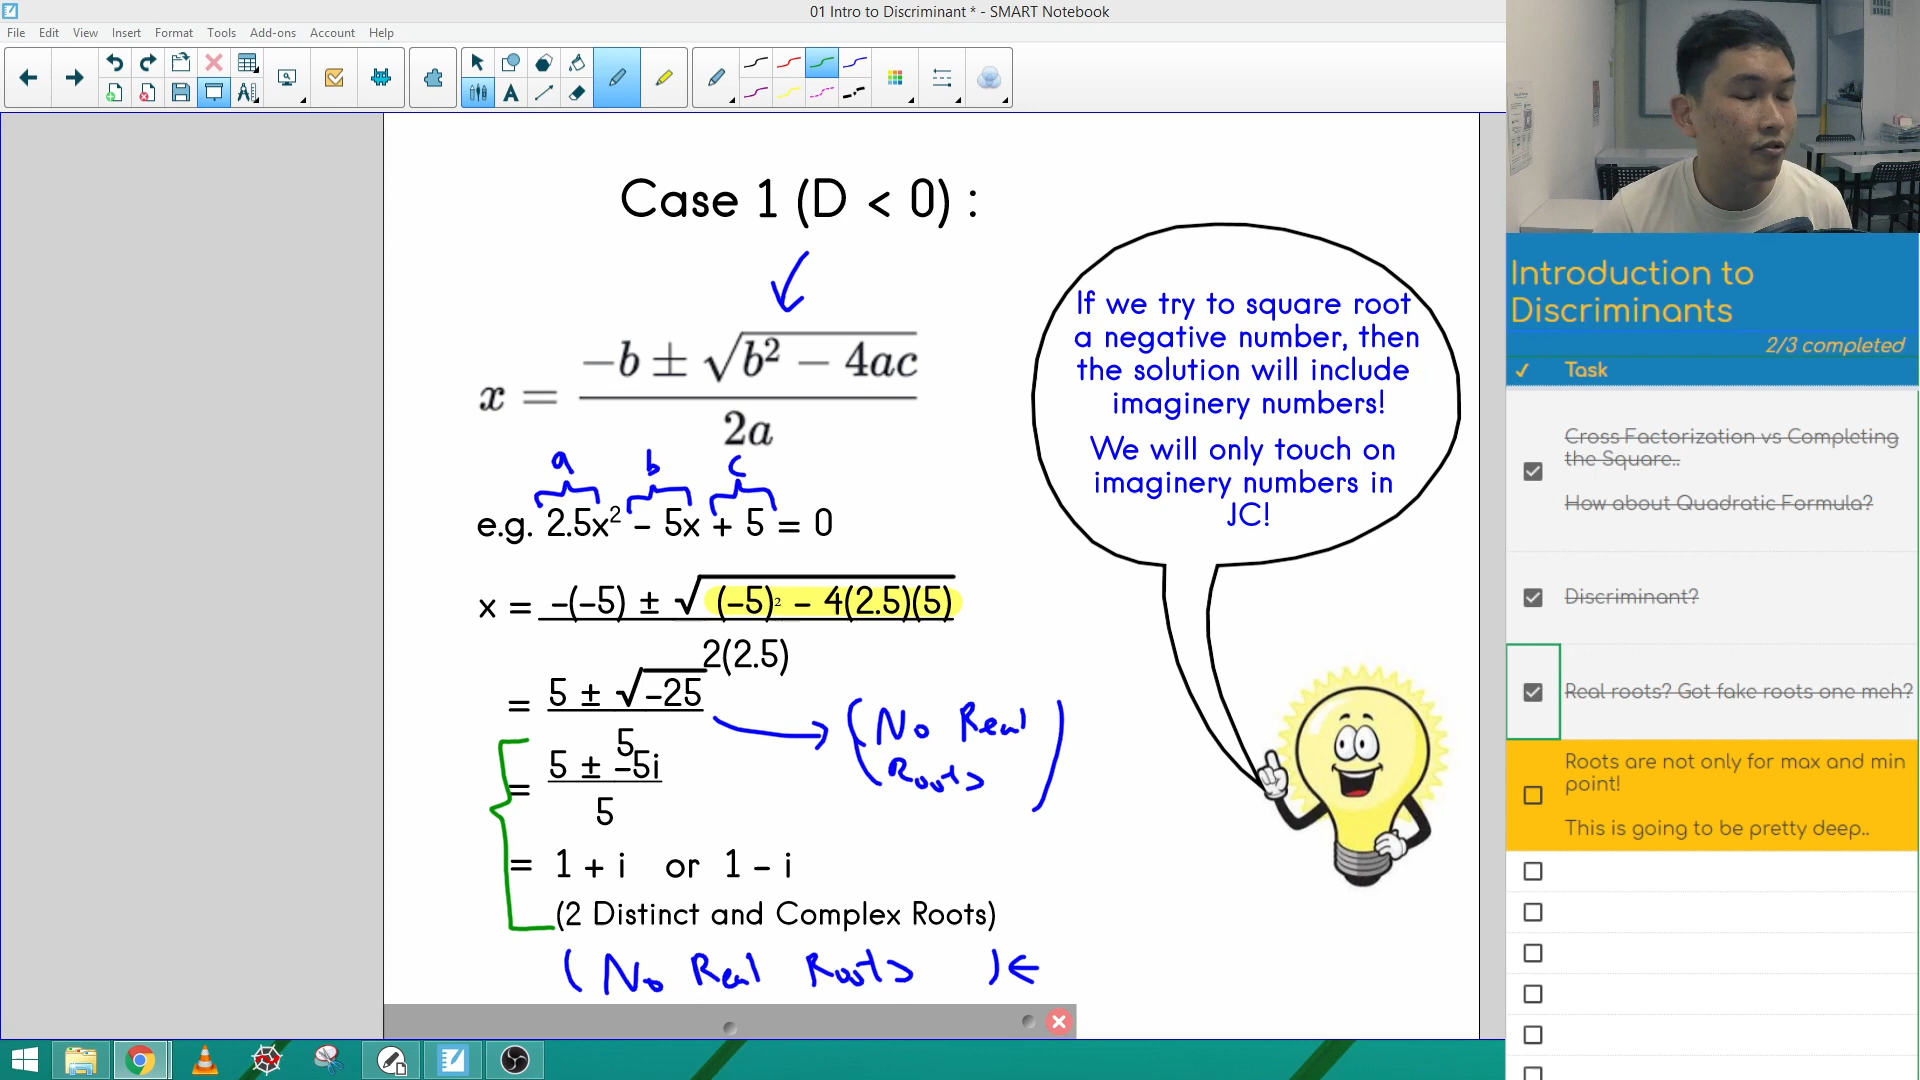 01 Intro to Discriminant * - SMART Notebook
File Edit View Insert Format Tools Add-ons Account Help
Case 1 (D < 0) :
x = −b ± √b² − 4ac
2a
a b c
e.g. 2.5x² − 5x + 5 = 0
x = −(−5) ± √(−5)² − 4(2.5)(5)
2(2.5)
= 5 ± √−25
5
= 5 ± −5i
5
= 1 + i or 1 − i
(2 Distinct and Complex Roots)
(No Real Roots) ←
(No Real
Roots)
If we try to square root
a negative number, then
the solution will include
imaginery numbers!
We will only touch on
imaginery numbers in
JC!
Introduction to
Discriminants
2/3 completed
✓ Task
Cross Factorization vs Completing
the Square..
How about Quadratic Formula?
Discriminant?
Real roots? Got fake roots one meh?
Roots are not only for max and min
point!
This is going to be pretty deep..